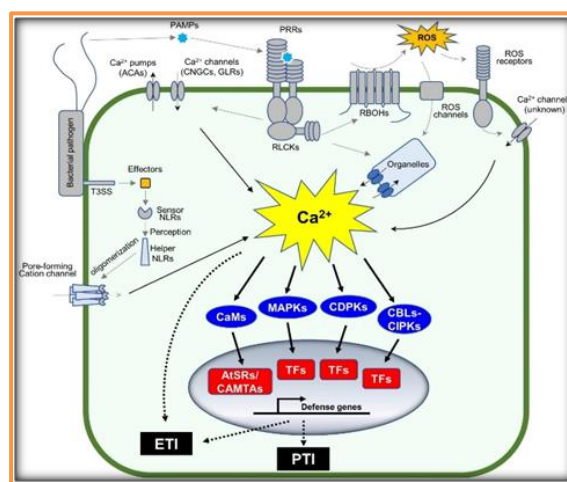 PAMPs
PRRs
ROS
ROS
receptors
Ca²⁺ pumps
(ACAs)
Ca²⁺ channels
(CNGCs, GLRs)
Ca²⁺ channel
(unknown)
RBOHs
ROS
channels
RLCKs
Bacterial pathogen
Organelles
Effectors
T3SS
Sensor
NLRs
Perception
Helper
NLRs
oligomerization
Pore-forming
Cation channel
Ca²⁺
CaMs
MAPKs
CDPKs
CBLs-
CIPKs
AtSRs/
CAMTAs
TFs
TFs
TFs
Defense genes
ETI
PTI